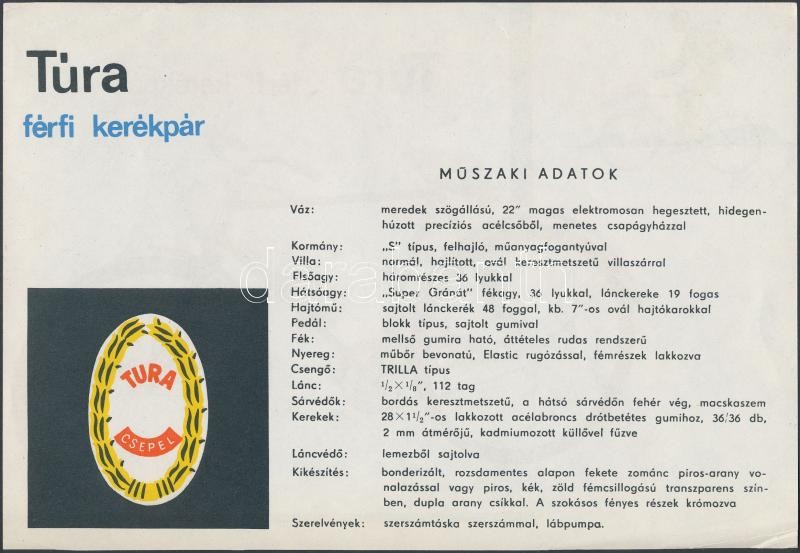 Túra
férfi kerékpár
MŰSZAKI ADATOK
Váz: meredek szögállású, 22″ magas elektromosan hegesztett, hidegen-
húzott precíziós acélcsőből, menetes csapágyházzal
Kormány: „S” típus, felhajló, műanyagfogantyúval
Villa: normál, hajlított, ovál keresztmetszetű villaszárral
Elsőagy: háromrészes 36 lyukkal
Hátsóagy: „Super Gránát” fékagy, 36 lyukkal, lánckereke 19 fogas
Hajtómű: sajtolt lánckerék 48 foggal, kb. 7″-os ovál hajtókarokkal
Pedál: blokk típus, sajtolt gumival
Fék: mellső gumira ható, áttételes rudas rendszerű
Nyereg: műbőr bevonatú, Elastic rugózással, fémrészek lakkozva
Csengő: TRILLA típus
Lánc: 1/2×1/8″, 112 tag
Sárvédők: bordás keresztmetszetű, a hátsó sárvédőn fehér vég, macskaszem
Kerekek: 28×1 1/2″-os lakkozott acélabroncs drótbetétes gumihoz, 36/36 db,
2 mm átmérőjű, kadmiumozott küllővel fűzve
Láncvédő: lemezből sajtolva
Kikészítés: bonderizált, rozsdamentes alapon fekete zománc piros-arany vo-
nalazással vagy piros, kék, zöld fémcsillogású transzparens szín-
ben, dupla arany csíkkal. A szokásos fényes részek krómozva
Szerelvények: szerszámtáska szerszámmal, lábpumpa.
TURA
CSEPEL
darabanth